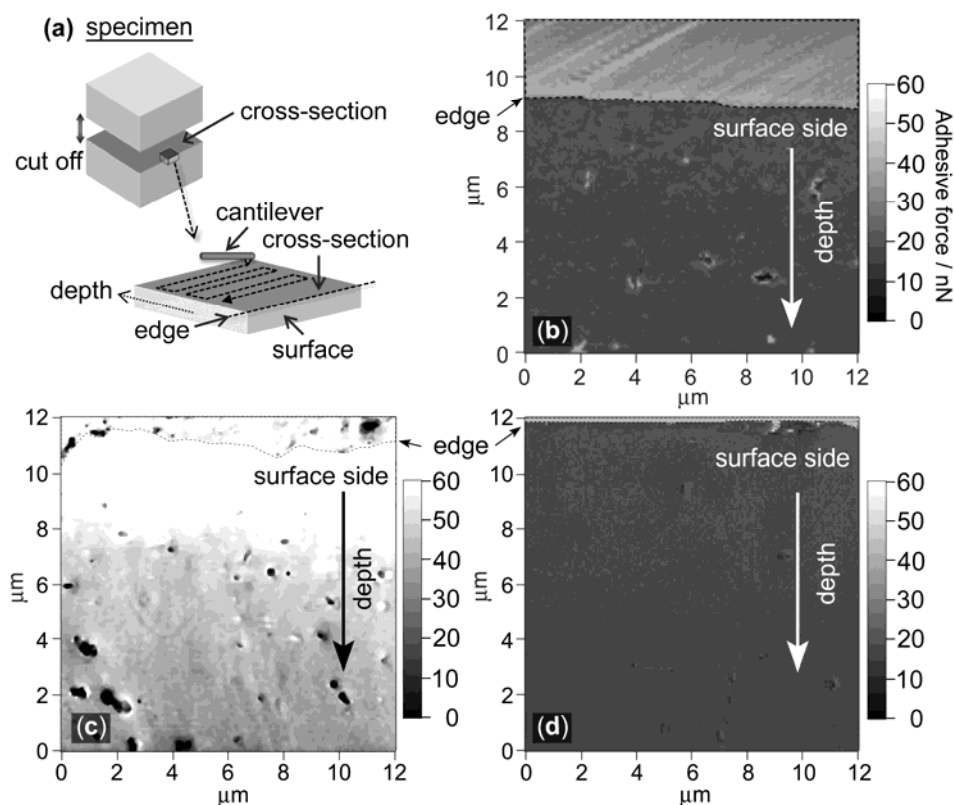 (a) specimen
cross-section
cut off
cantilever
cross-section
depth
edge
surface
12
10
8
6
4
2
0
μm
edge
surface side
depth
(b)
0 2 4 6 8 10 12
μm
60
50
40
30
20
10
0
Adhesive force / nN
12
10
8
6
4
2
0
μm
edge
surface side
depth
(c)
0 2 4 6 8 10 12
μm
60
50
40
30
20
10
0
12
10
8
6
4
2
0
μm
surface side
depth
(d)
0 2 4 6 8 10 12
μm
60
50
40
30
20
10
0